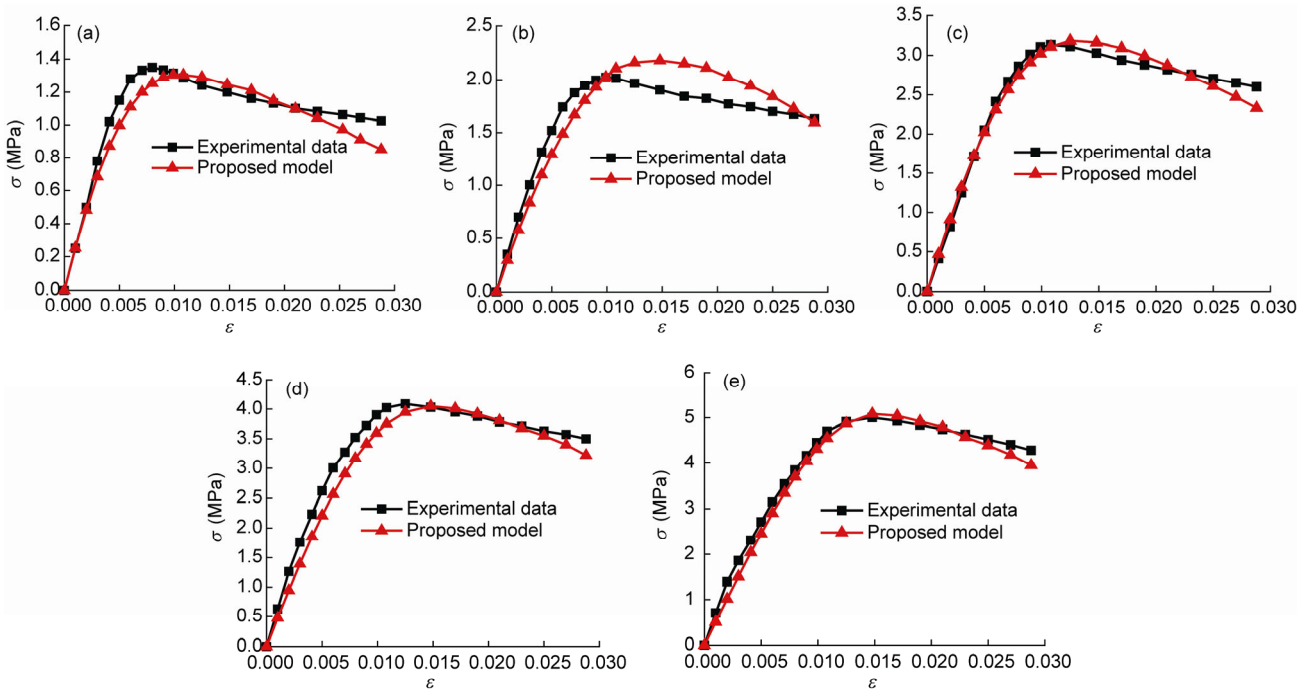 (a)
σ (MPa)
1.6
1.4
1.2
1.0
0.8
0.6
0.4
0.2
0.0
Experimental data
Proposed model
0.000 0.005 0.010 0.015 0.020 0.025 0.030
ε
(b)
σ (MPa)
2.5
2.0
1.5
1.0
0.5
0.0
Experimental data
Proposed model
0.000 0.005 0.010 0.015 0.020 0.025 0.030
ε
(c)
σ (MPa)
3.5
3.0
2.5
2.0
1.5
1.0
0.5
0.0
Experimental data
Proposed model
0.000 0.005 0.010 0.015 0.020 0.025 0.030
ε
(d)
σ (MPa)
4.5
4.0
3.5
3.0
2.5
2.0
1.5
1.0
0.5
0.0
Experimental data
Proposed model
0.000 0.005 0.010 0.015 0.020 0.025 0.030
ε
(e)
σ (MPa)
6
5
4
3
2
1
0
Experimental data
Proposed model
0.000 0.005 0.010 0.015 0.020 0.025 0.030
ε